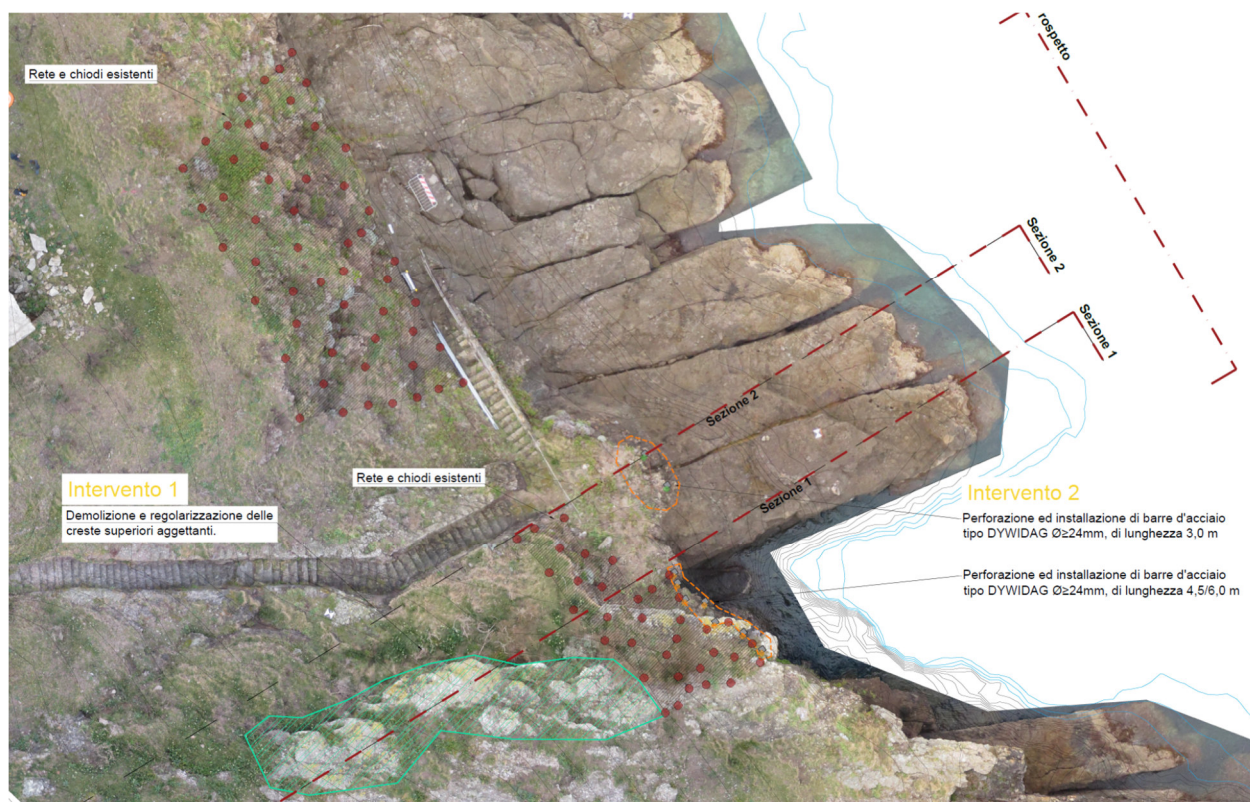 rospetto
Rete e chiodi esistenti
Sezione 2
Sezione 1
Sezione 2
Rete e chiodi esistenti
Sezione 1
Intervento 1
Demolizione e regolarizzazione delle
creste superiori aggettanti.
Intervento 2
Perforazione ed installazione di barre d'acciaio
tipo DYWIDAG Ø≥24mm, di lunghezza 3,0 m
Perforazione ed installazione di barre d'acciaio
tipo DYWIDAG Ø≥24mm, di lunghezza 4,5/6,0 m